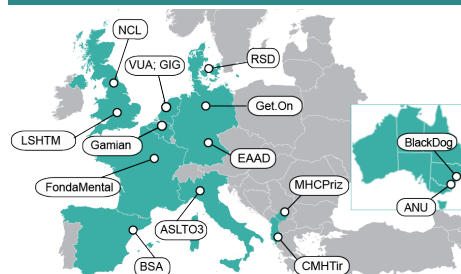 NCL
VUA; GIG
RSD
Get.On
LSHTM
Gamian
EAAD
BlackDog
FondaMental
MHCPriz
ANU
ASLTO3
BSA
CMHTir